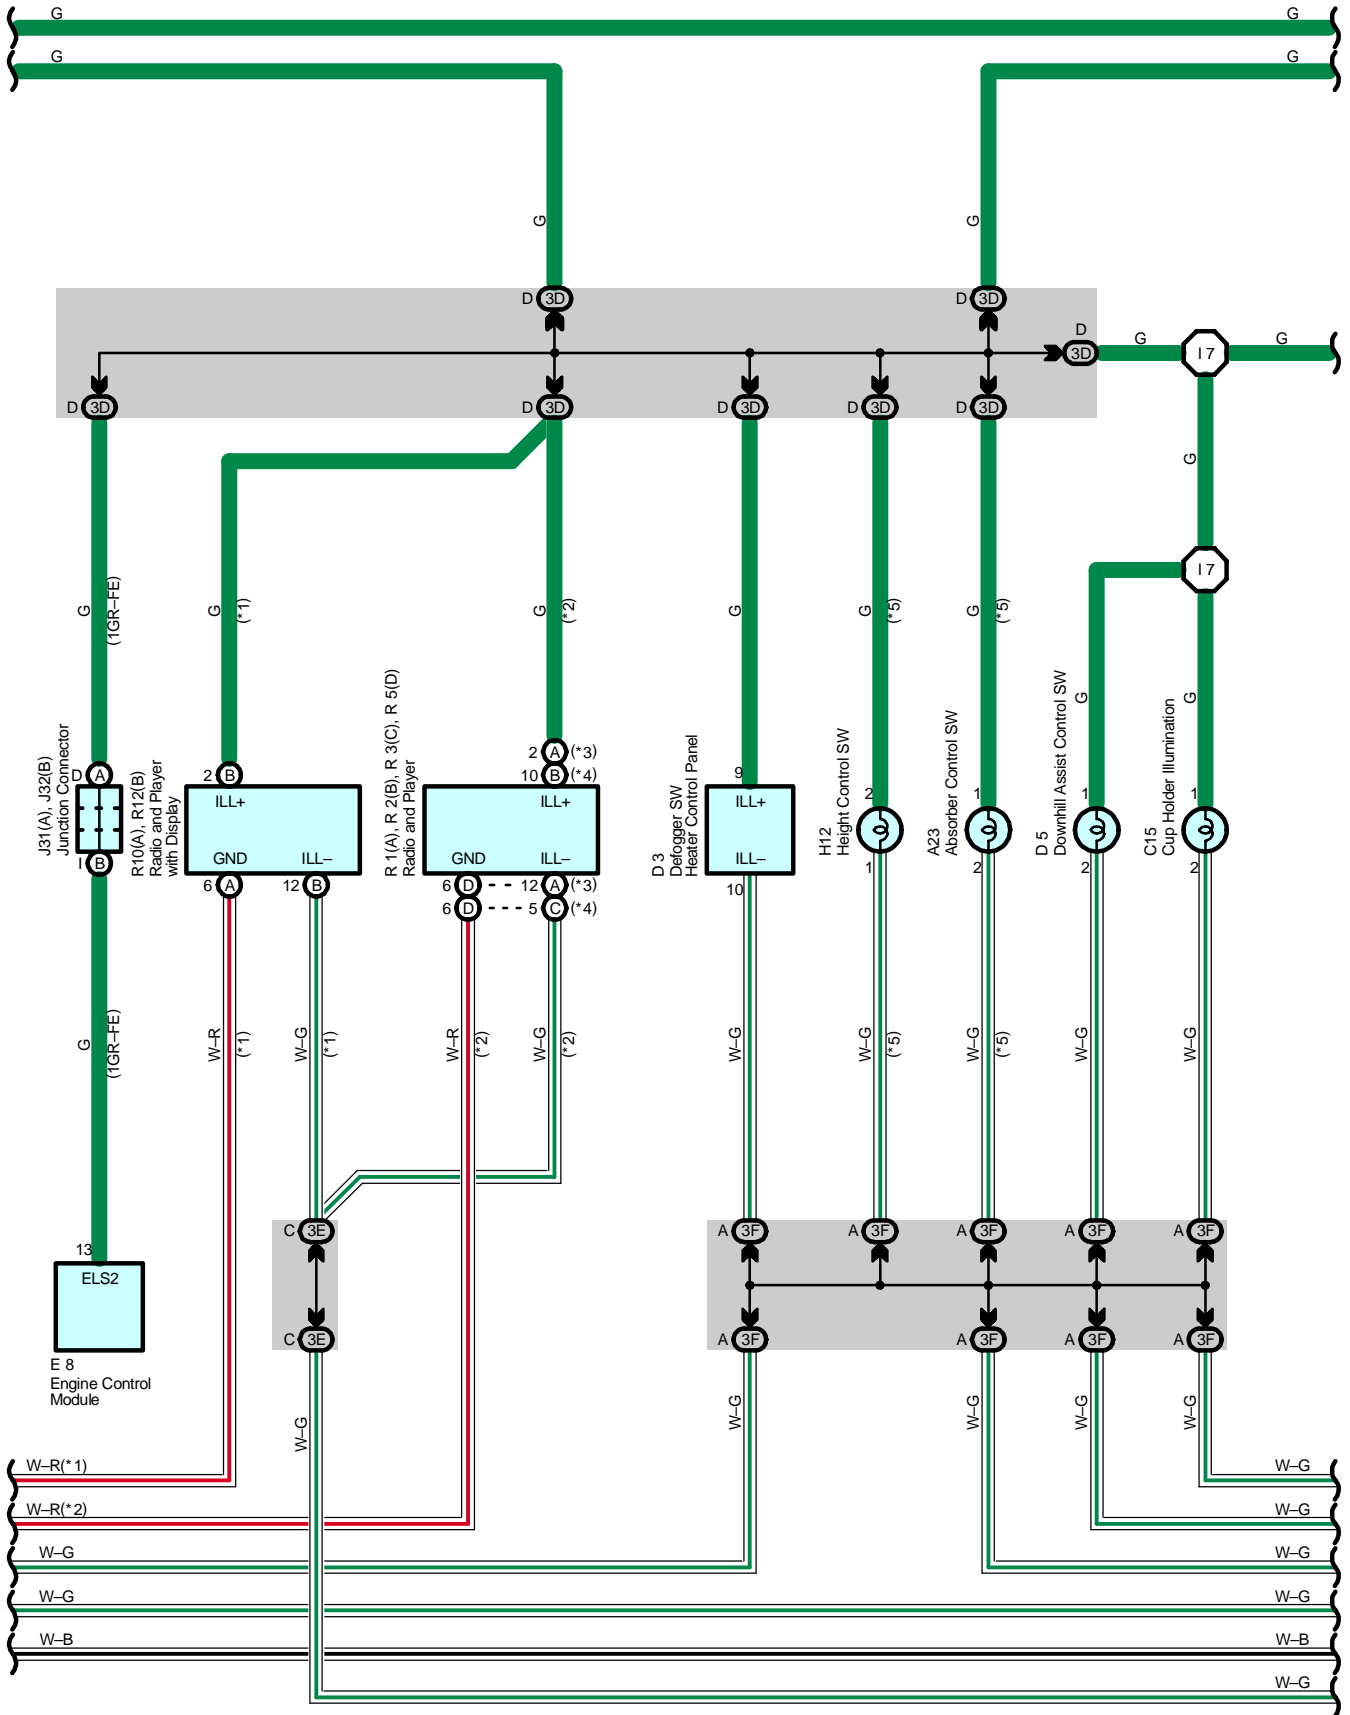 G
G
G
G
G
G
D 3D
D 3D
D
3D
G
I 7
G
D 3D
D 3D
D 3D
D 3D
D 3D
G
I 7
G
(1GR–FE)
G
(*1)
G
(*2)
G
G
(*5)
G
(*5)
G
G
J31(A), J32(B)
Junction Connector
D A
I B
R10(A), R12(B)
Radio and Player
with Display
2 B
ILL+
GND
ILL–
6 A
12 B
R 1(A), R 2(B), R 3(C), R 5(D)
Radio and Player
2 A (*3)
10 B (*4)
ILL+
GND
ILL–
6 D
12 A (*3)
6 D
5 C (*4)
D 3
Defogger SW
Heater Control Panel
9
ILL+
ILL–
10
H12
Height Control SW
2
1
A23
Absorber Control SW
1
2
D 5
Downhill Assist Control SW
1
2
C15
Cup Holder Illumination
1
2
G
(1GR–FE)
W–R
(*1)
W–G
(*1)
W–R
(*2)
W–G
(*2)
W–G
W–G
(*5)
W–G
(*5)
W–G
W–G
C 3E
A 3F
A 3F
A 3F
A 3F
A 3F
13
ELS2
E 8
Engine Control
Module
C 3E
A 3F
A 3F
A 3F
A 3F
W–G
W–G
W–G
W–G
W–G
W–R(*1)
W–G
W–R(*2)
W–G
W–G
W–G
W–G
W–G
W–B
W–B
W–G